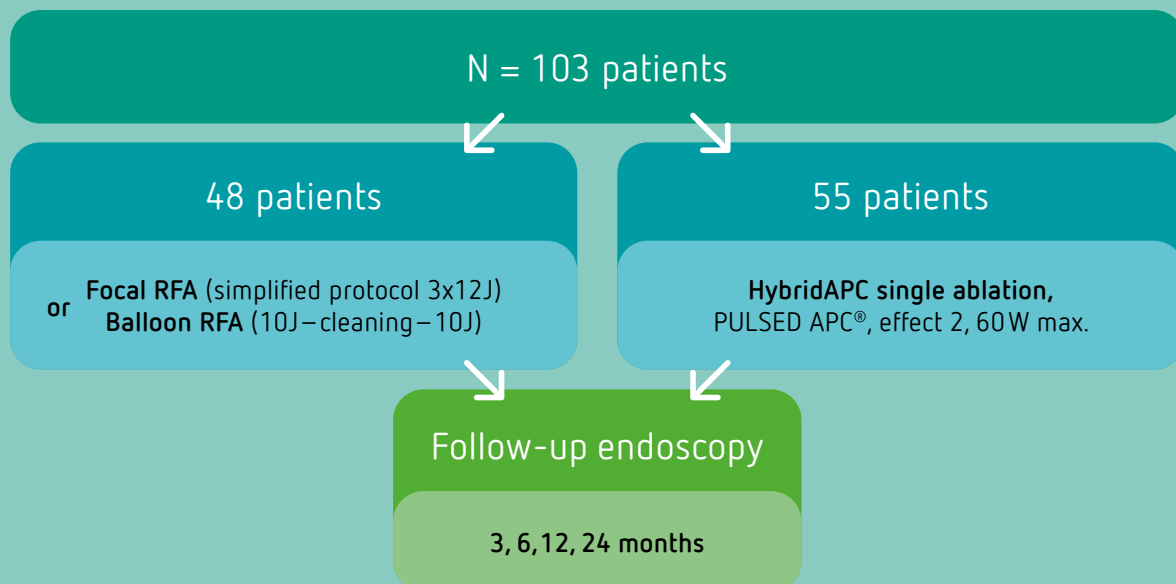 N = 103 patients
48 patients
or
Focal RFA (simplified protocol 3x12J)
Balloon RFA (10J–cleaning–10J)
55 patients
HybridAPC single ablation,
PULSED APC®, effect 2, 60W max.
Follow-up endoscopy
3, 6,12, 24 months